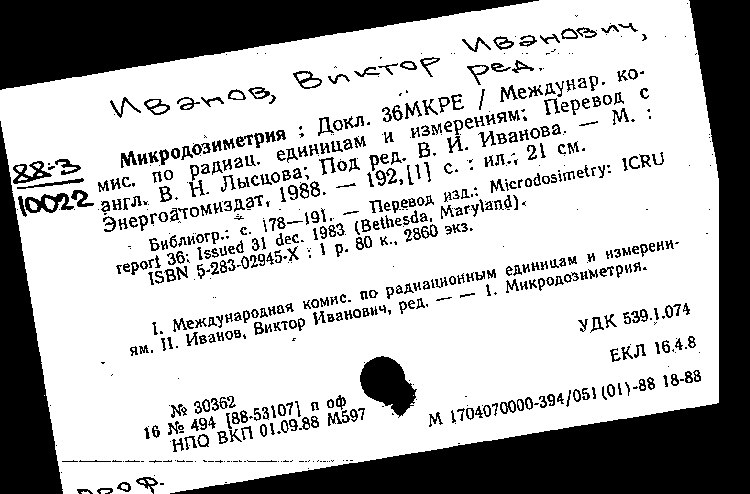 Иванов, Виктор Иванович,
ред.
88-3
10022
Микродозиметрия : Докл. 36МКРЕ / Междунар. ко-
мис. по радиац. единицам и измерениям; Перевод с
англ. В. Н. Лысцова; Под ред. В. И. Иванова. — М. :
Энергоатомиздат, 1988. — 192,[1] с. : ил.; 21 см.
Библиогр.: с. 178—191. — Перевод изд.: Microdosimetry: ICRU
report 36: Issued 31 dec. 1983 (Bethesda, Maryland).
ISBN 5-283-02945-X : 1 р. 80 к., 2860 экз.
I. Международная комис. по радиационным единицам и измерени-
ям. II. Иванов, Виктор Иванович, ред. — — 1. Микродозиметрия.
УДК 539.1.074
ЕКЛ 16.4.8
№ 30362
16 № 494 [88-53107] п оф
НПО ВКП 01.09.88 М597
М 1704070000-394/051(01)-88 18-88
проф.